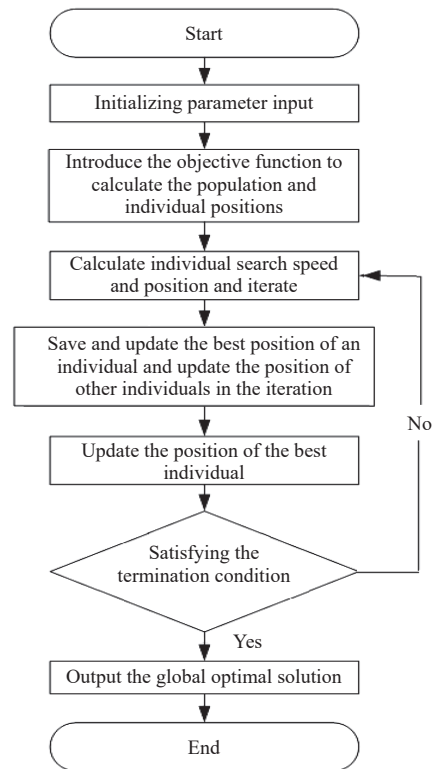 Start
Initializing parameter input
Introduce the objective function to
calculate the population and
individual positions
Calculate individual search speed
and position and iterate
Save and update the best position of an
individual and update the position of
other individuals in the iteration
No
Update the position of the best
individual
Satisfying the
termination condition
Yes
Output the global optimal solution
End